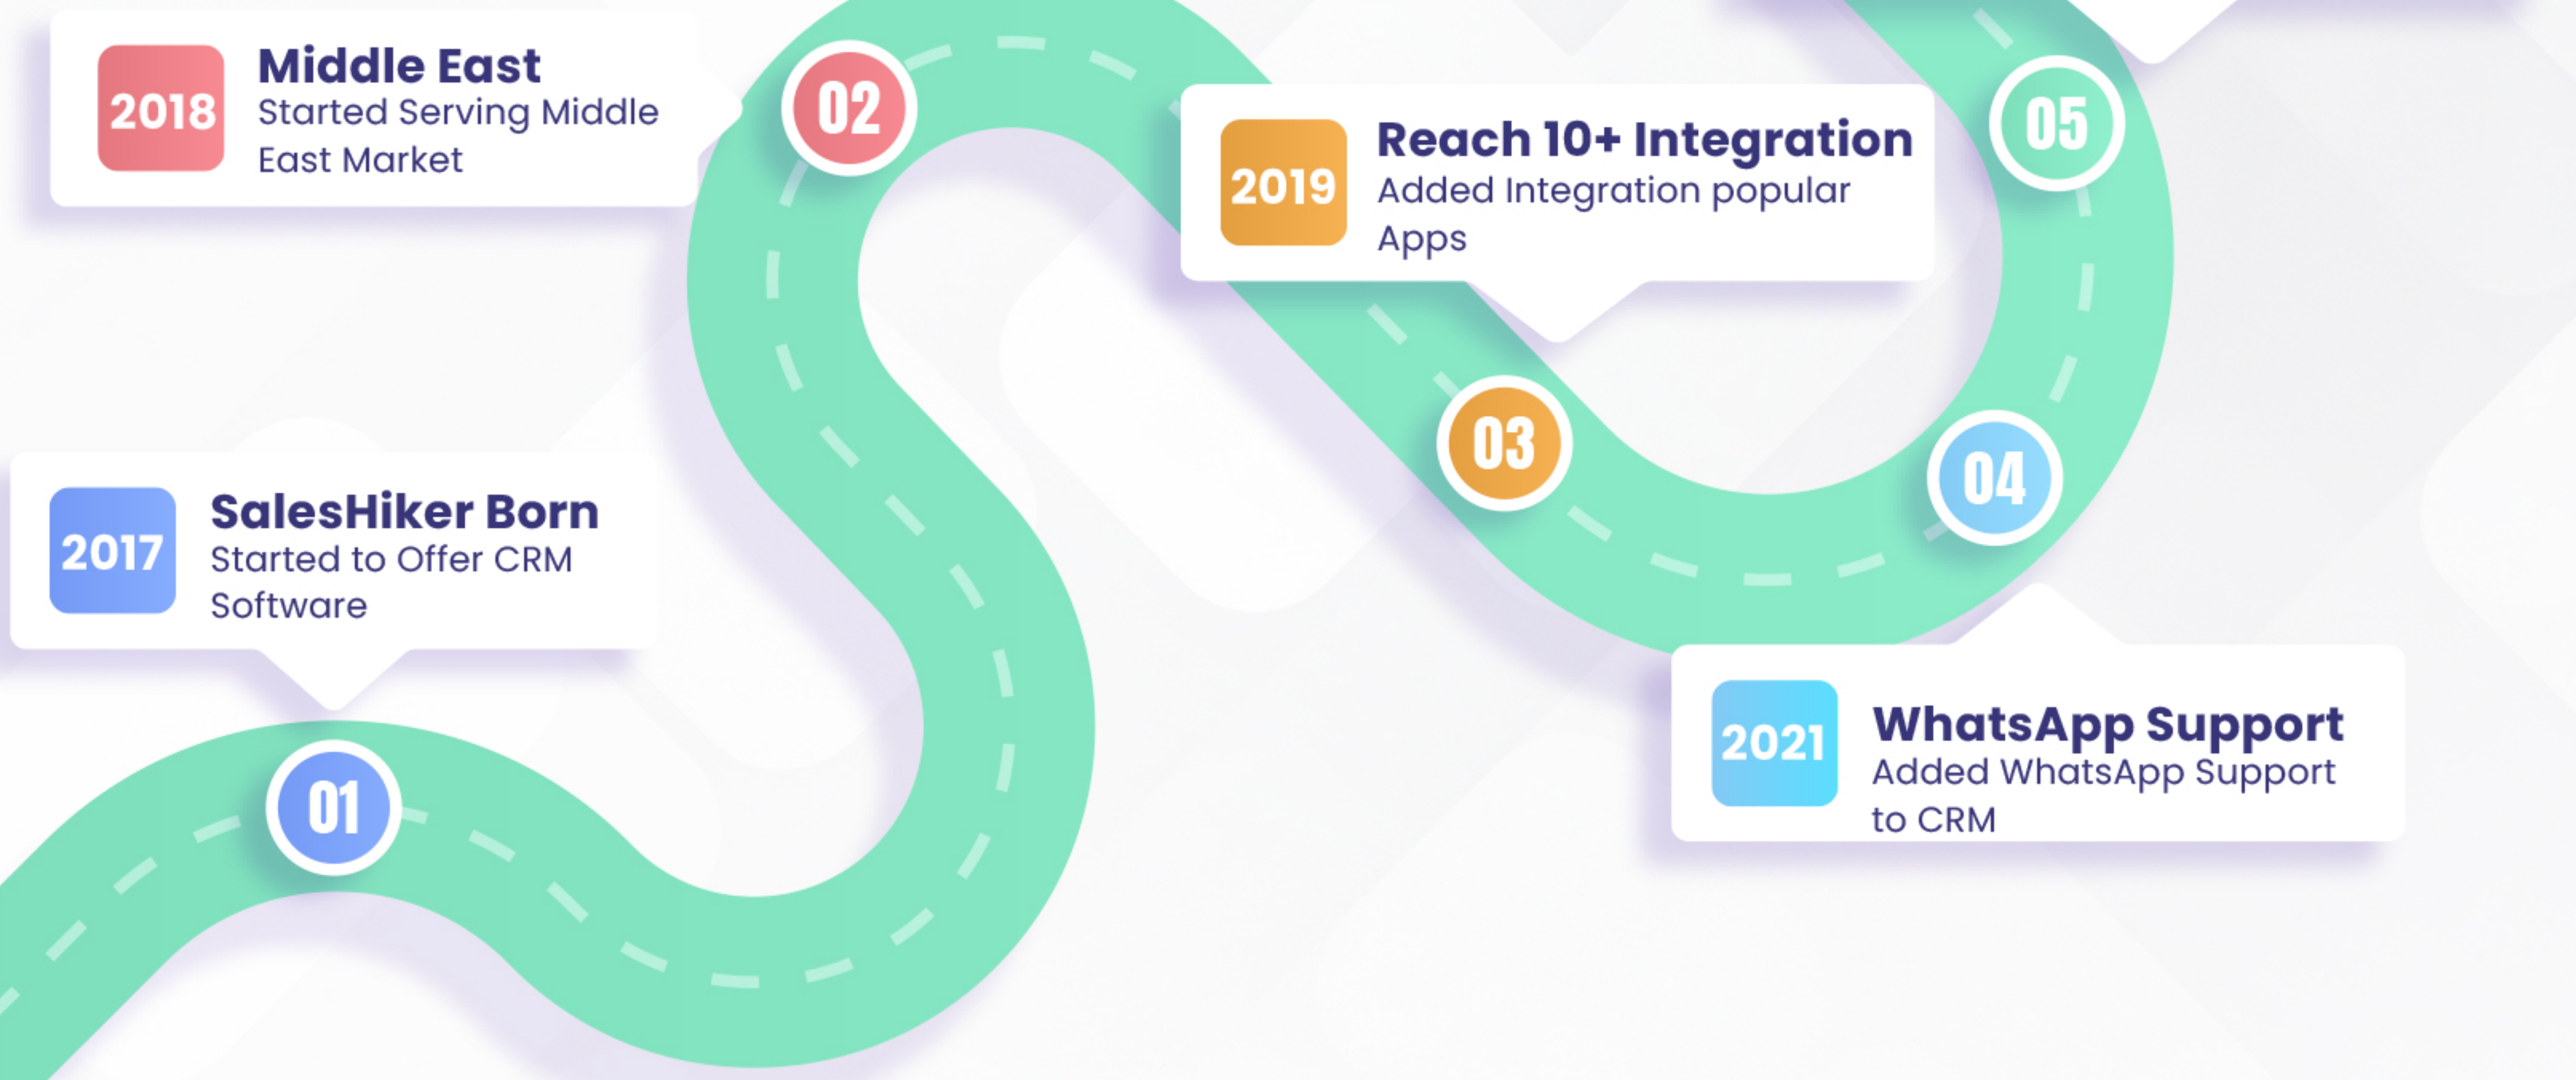 2018
Middle East
Started Serving Middle
East Market
02
2019
Reach 10+ Integration
Added Integration popular
Apps
05
03
04
2017
SalesHiker Born
Started to Offer CRM
Software
01
2021
WhatsApp Support
Added WhatsApp Support
to CRM